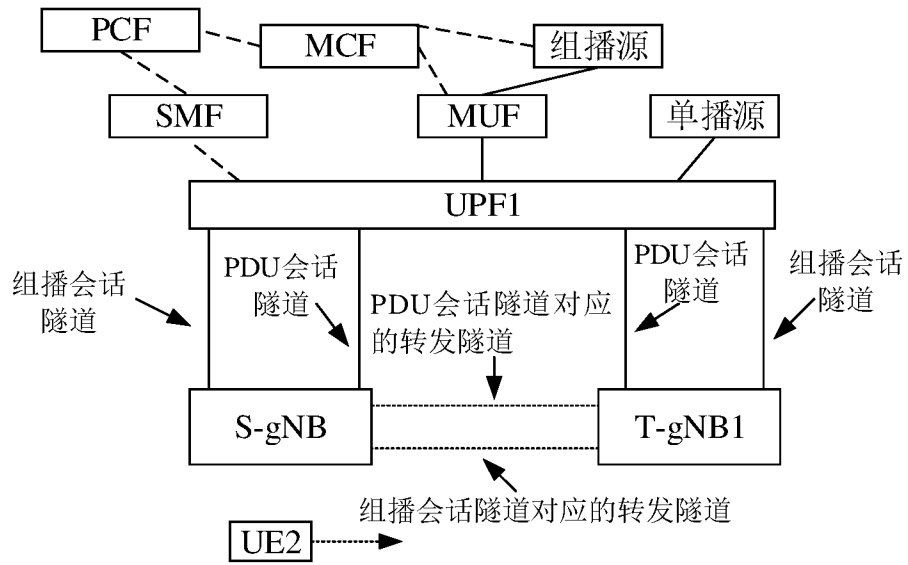 PCF
MCF
组播源
SMF
MUF
单播源
UPF1
组播会话
隧道
PDU会话
隧道
PDU会话隧道对应
的转发隧道
PDU会话
隧道
组播会话
隧道
S-gNB
T-gNB1
组播会话隧道对应的转发隧道
UE2